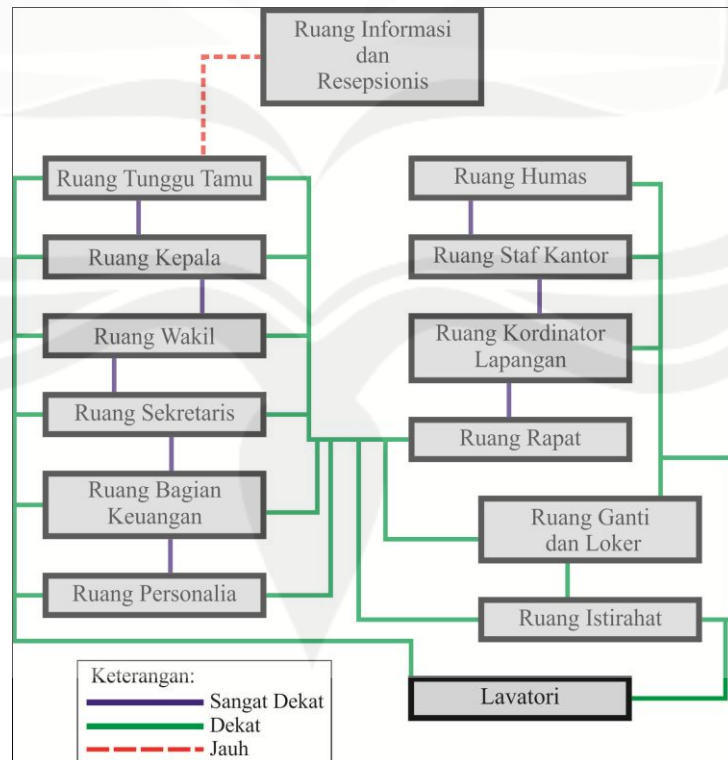 Ruang Informasi
dan
Resepsionis
Ruang Tunggu Tamu
Ruang Kepala
Ruang Wakil
Ruang Sekretaris
Ruang Bagian
Keuangan
Ruang Personalia
Ruang Humas
Ruang Staf Kantor
Ruang Kordinator
Lapangan
Ruang Rapat
Ruang Ganti
dan Loker
Ruang Istirahat
Lavatori
Keterangan:
Sangat Dekat
Dekat
Jauh